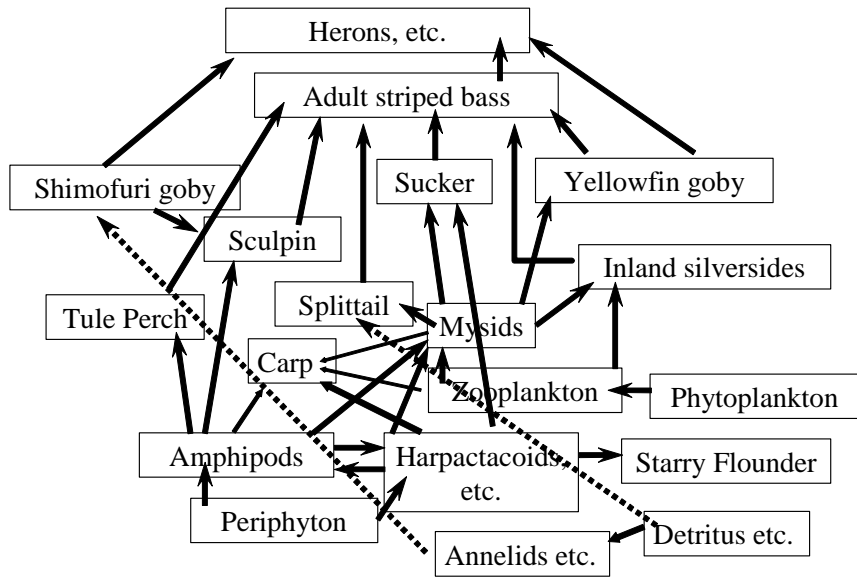 Herons, etc.
Adult striped bass
Shimofuri goby
Sucker
Yellowfin goby
Sculpin
Inland silversides
Tule Perch
Splittail
Mysids
Carp
Zooplankton
Phytoplankton
Amphipods
Harpactacoids,
etc.
Starry Flounder
Periphyton
Annelids etc.
Detritus etc.